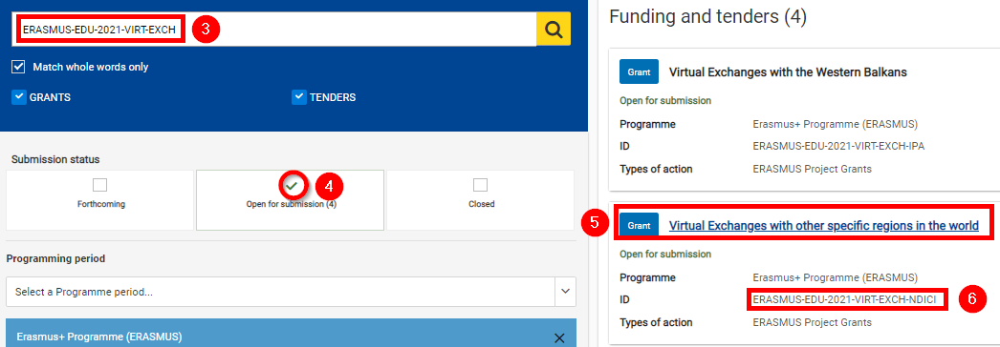 ERASMUS-EDU-2021-VIRT-EXCH
3
Match whole words only
GRANTS
TENDERS
Submission status
Forthcoming
4
Open for submission (4)
Closed
Programming period
Select a Programme period...
Erasmus+ Programme (ERASMUS)
Funding and tenders (4)
Grant Virtual Exchanges with the Western Balkans
Open for submission
Programme Erasmus+ Programme (ERASMUS)
ID ERASMUS-EDU-2021-VIRT-EXCH-IPA
Types of action ERASMUS Project Grants
5
Grant Virtual Exchanges with other specific regions in the world
Open for submission
Programme Erasmus+ Programme (ERASMUS)
ID ERASMUS-EDU-2021-VIRT-EXCH-NDICI
6
Types of action ERASMUS Project Grants